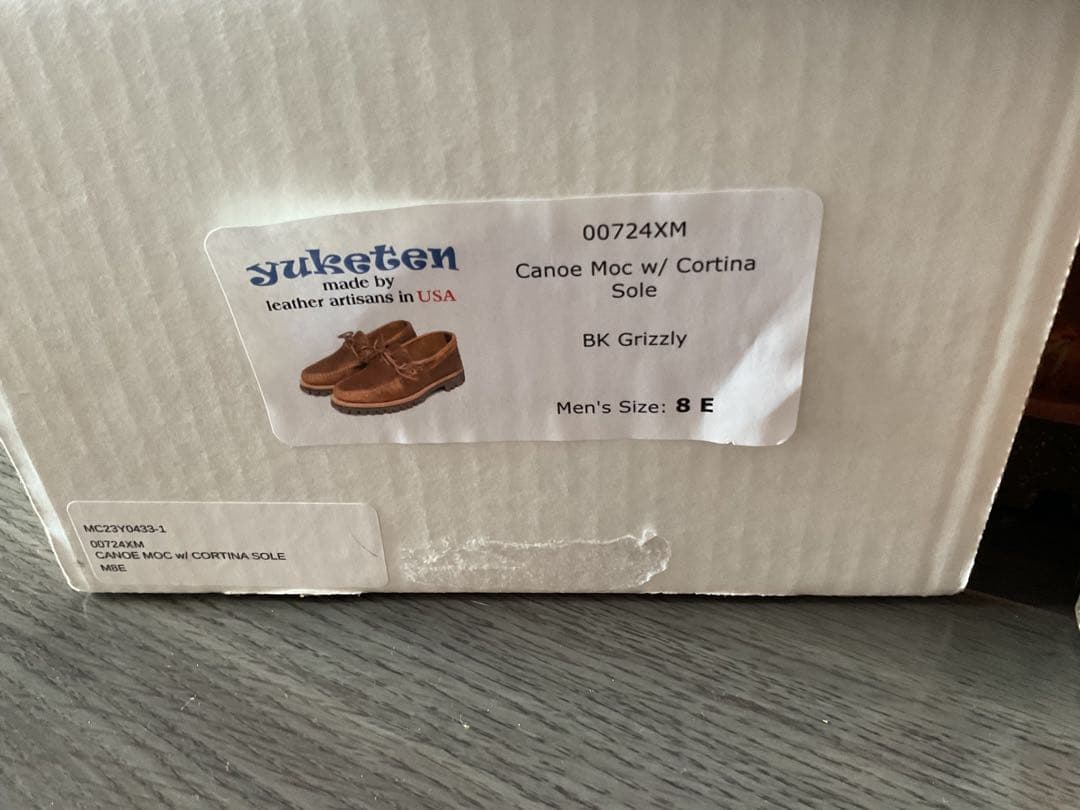 yuketen
made by
leather artisans in USA
00724XM
Canoe Moc w/ Cortina
Sole
BK Grizzly
Men's Size: 8 E
MC23Y0433-1
00724XM
CANOE MOC w/ CORTINA SOLE
M8E